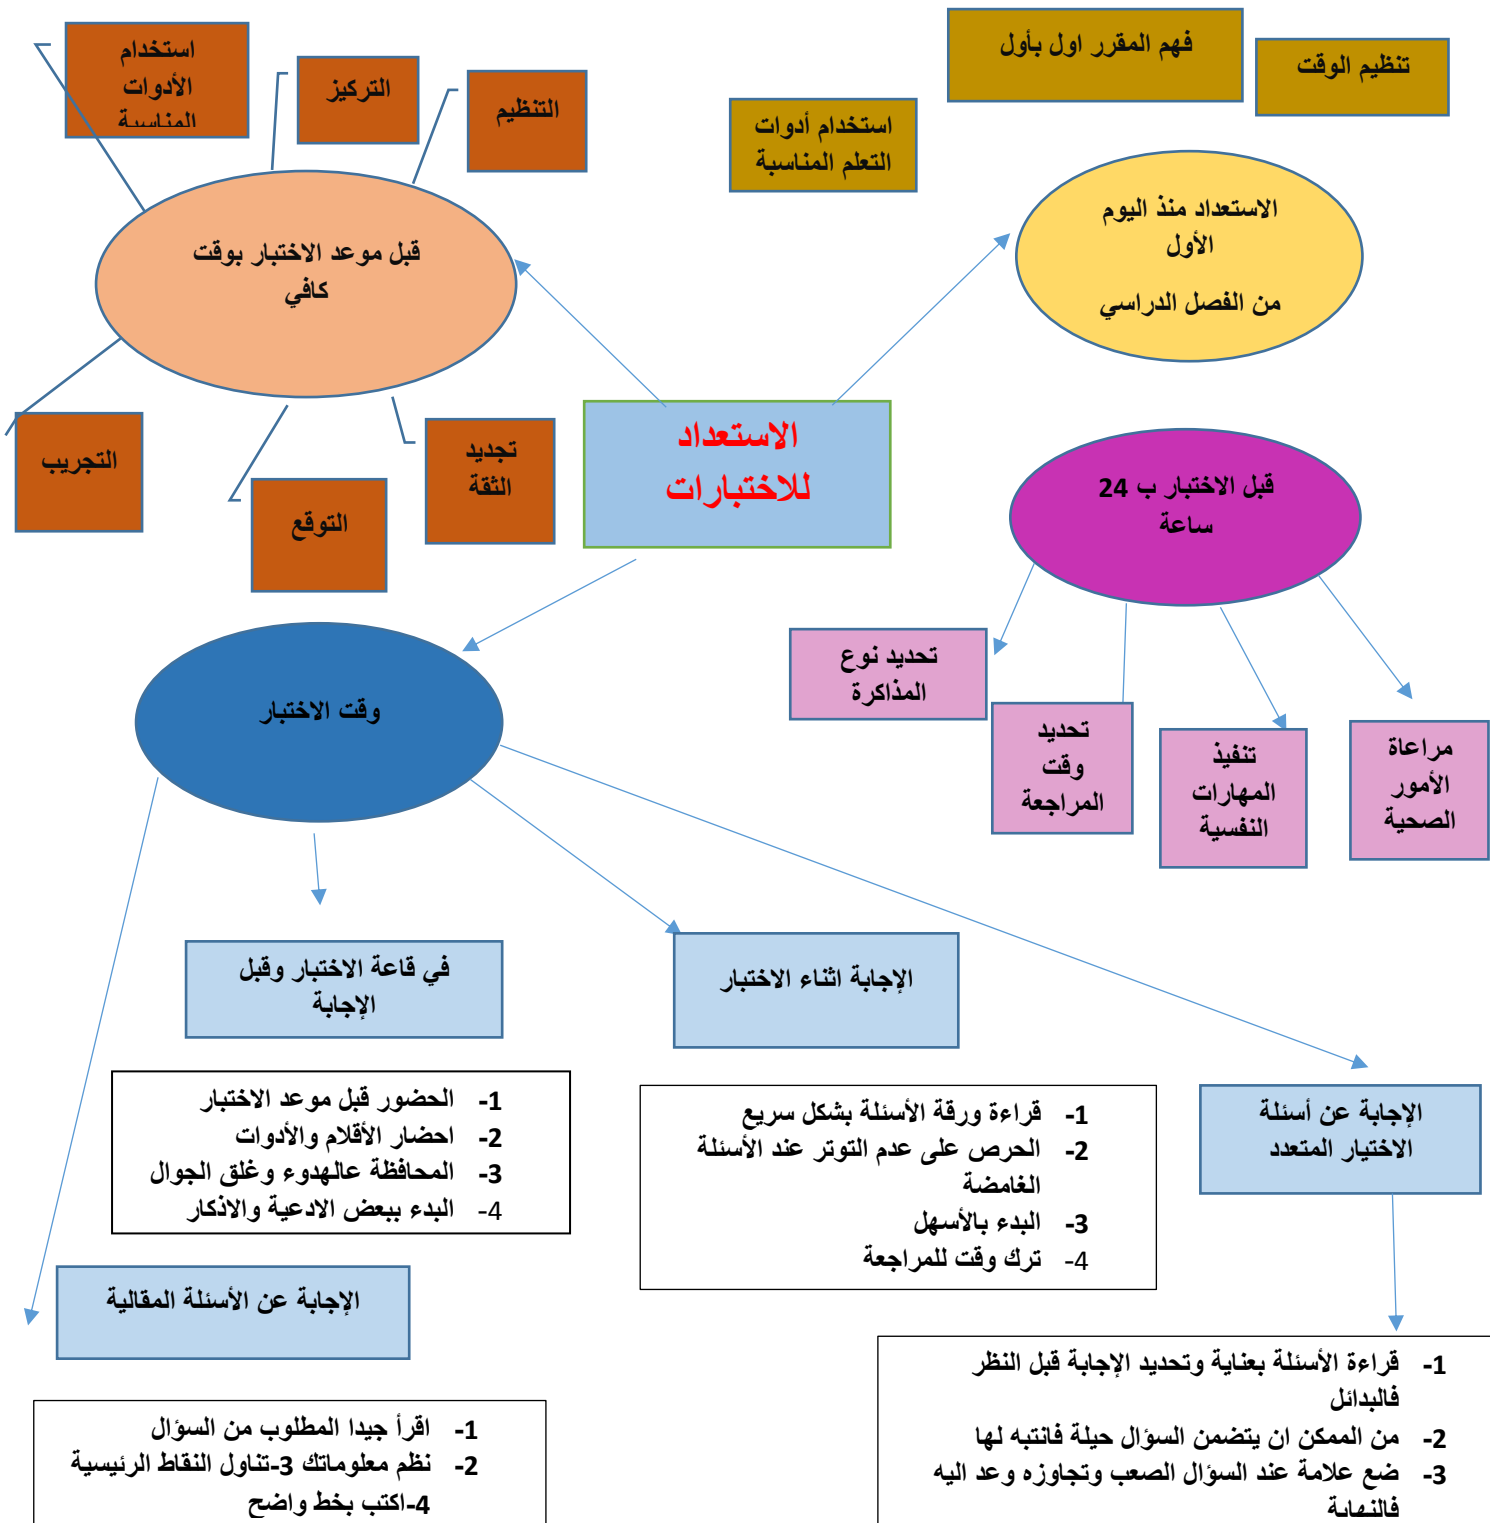 فهم المقرر اول بأول
تنظيم الوقت
استخدام أدوات
التعلم المناسبة
الاستعداد منذ اليوم
الأول
من الفصل الدراسي
استخدام
الأدوات
المناسبة
التركيز
التنظيم
قبل موعد الاختبار بوقت
كافي
التجريب
التوقع
تجديد
الثقة
الاستعداد
للاختبارات
قبل الاختبار ب 24
ساعة
تحديد نوع
المذاكرة
تحديد
وقت
المراجعة
تنفيذ
المهارات
النفسية
مراعاة
الأمور
الصحية
وقت الاختبار
في قاعة الاختبار وقبل
الإجابة
1- الحضور قبل موعد الاختبار
2- احضار الأقلام والأدوات
3- المحافظة عالهدوء وغلق الجوال
4- البدء ببعض الادعية والاذكار
الإجابة اثناء الاختبار
1- قراءة ورقة الأسئلة بشكل سريع
2- الحرص على عدم التوتر عند الأسئلة
الغامضة
3- البدء بالأسهل
4- ترك وقت للمراجعة
الإجابة عن أسئلة
الاختيار المتعدد
1- قراءة الأسئلة بعناية وتحديد الإجابة قبل النظر
فالبدائل
2- من الممكن ان يتضمن السؤال حيلة فانتبه لها
3- ضع علامة عند السؤال الصعب وتجاوزه وعد اليه
فالنهاية
الإجابة عن الأسئلة المقالية
1- اقرأ جيدا المطلوب من السؤال
2- نظم معلوماتك 3-تناول النقاط الرئيسية
4-اكتب بخط واضح